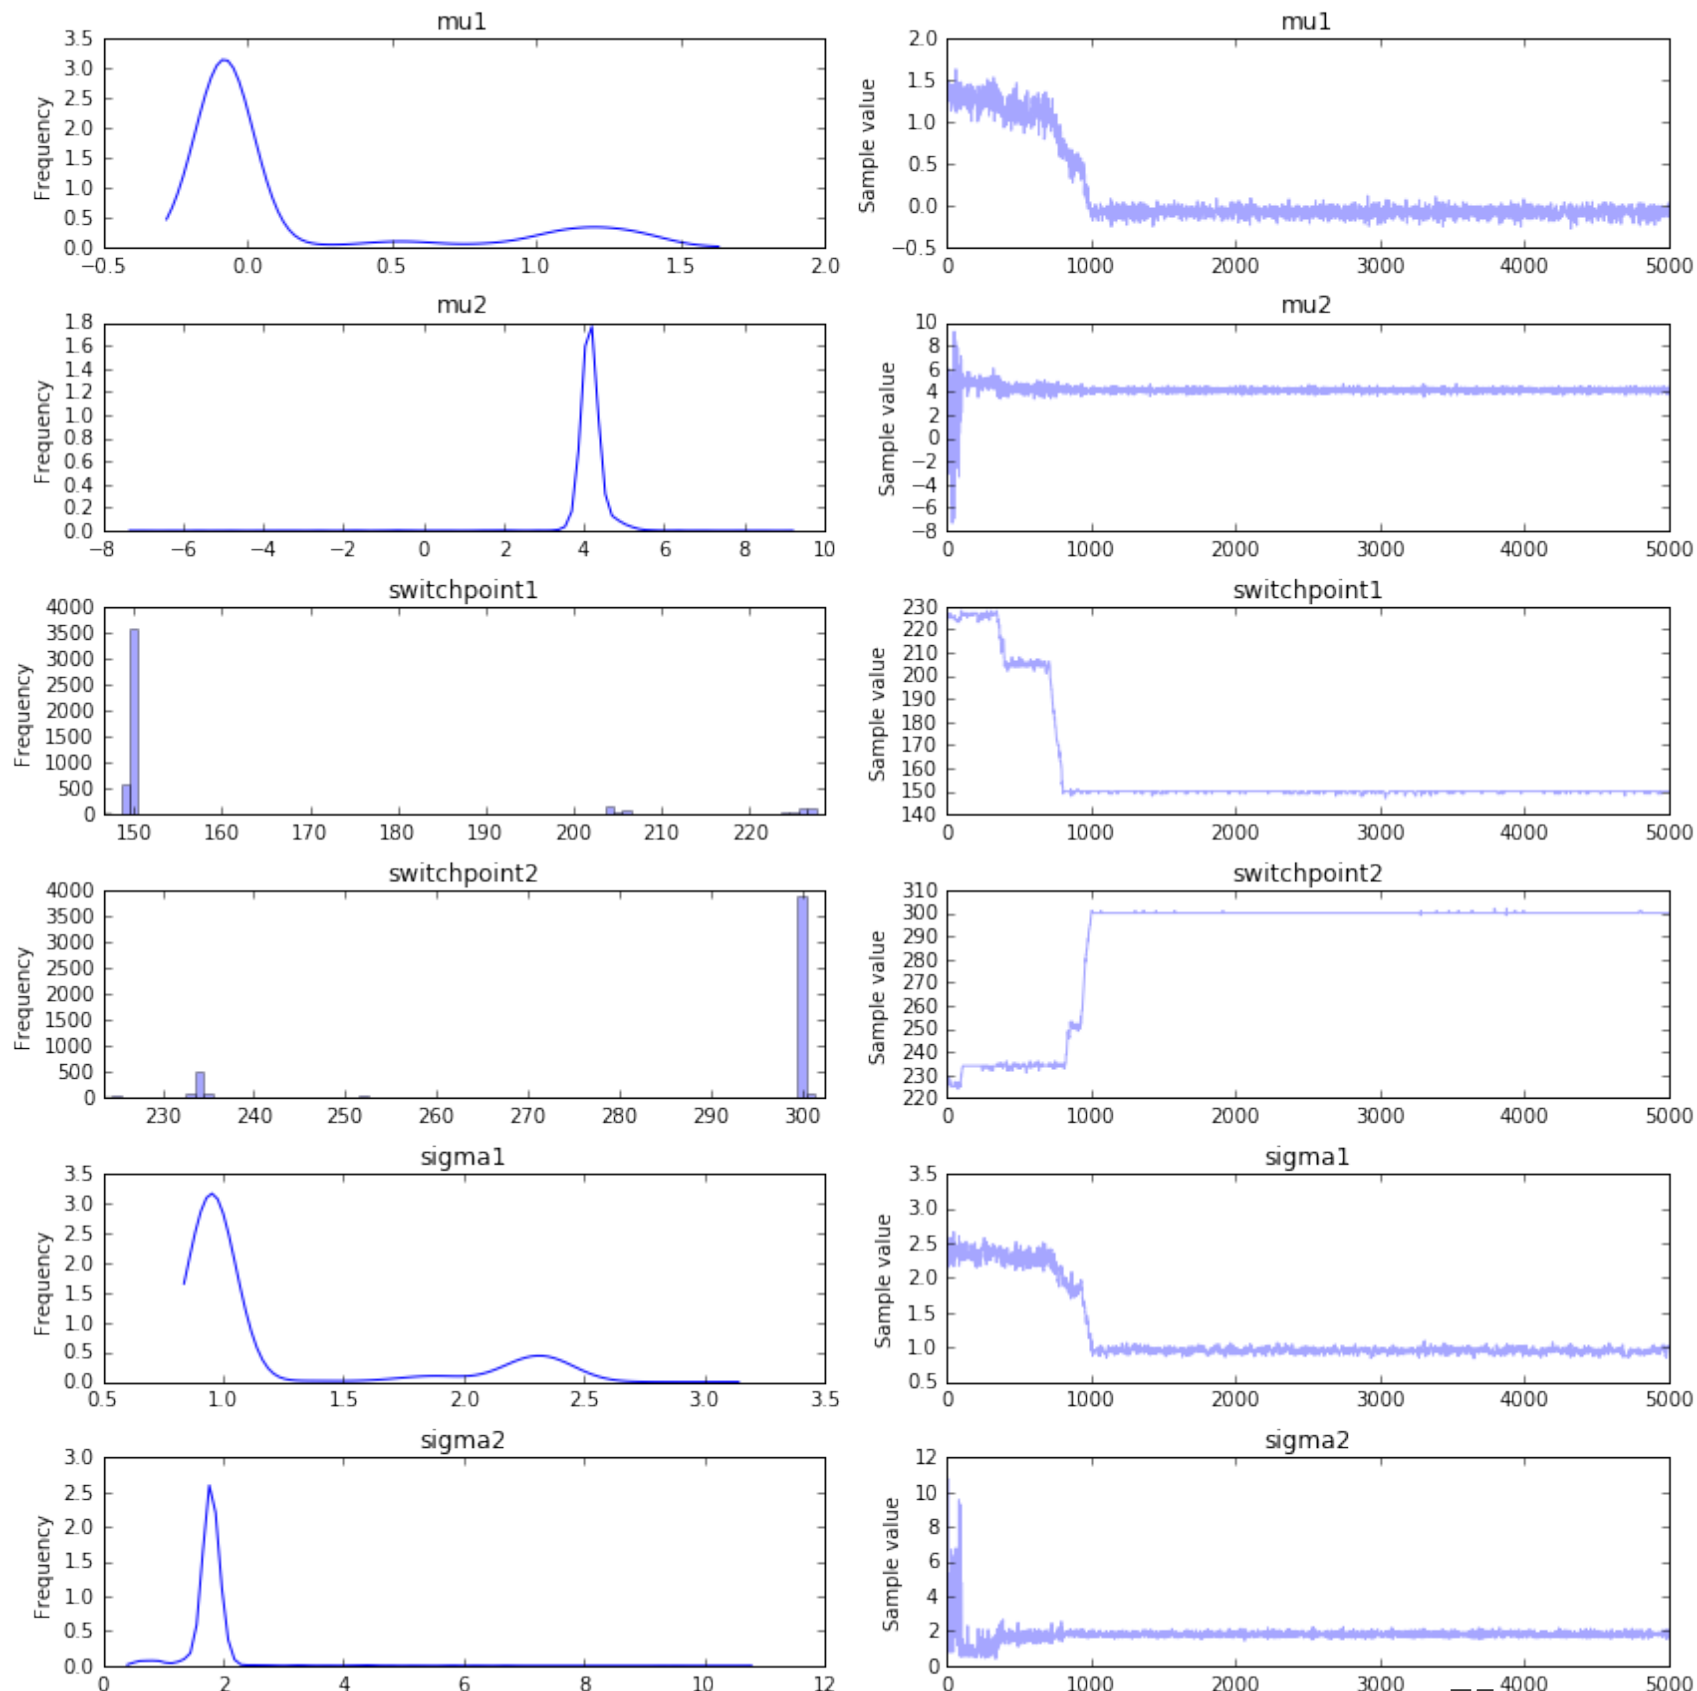 mu1
3.5
3.0
2.5
2.0
1.5
1.0
0.5
0.0
Frequency
−0.5 0.0 0.5 1.0 1.5 2.0
mu1
2.0
1.5
1.0
0.5
0.0
−0.5
Sample value
0 1000 2000 3000 4000 5000
mu2
1.8
1.6
1.4
1.2
1.0
0.8
0.6
0.4
0.2
0.0
Frequency
−8 −6 −4 −2 0 2 4 6 8 10
mu2
10
8
6
4
2
0
−2
−4
−6
−8
Sample value
0 1000 2000 3000 4000 5000
switchpoint1
4000
3500
3000
2500
2000
1500
1000
500
0
Frequency
150 160 170 180 190 200 210 220
switchpoint1
230
220
210
200
190
180
170
160
150
140
Sample value
0 1000 2000 3000 4000 5000
switchpoint2
4000
3500
3000
2500
2000
1500
1000
500
0
Frequency
230 240 250 260 270 280 290 300
switchpoint2
310
300
290
280
270
260
250
240
230
220
Sample value
0 1000 2000 3000 4000 5000
sigma1
3.5
3.0
2.5
2.0
1.5
1.0
0.5
0.0
Frequency
0.5 1.0 1.5 2.0 2.5 3.0 3.5
sigma1
3.5
3.0
2.5
2.0
1.5
1.0
0.5
Sample value
0 1000 2000 3000 4000 5000
sigma2
3.0
2.5
2.0
1.5
1.0
0.5
0.0
Frequency
0 2 4 6 8 10 12
sigma2
12
10
8
6
4
2
0
Sample value
0 1000 2000 3000 4000 5000